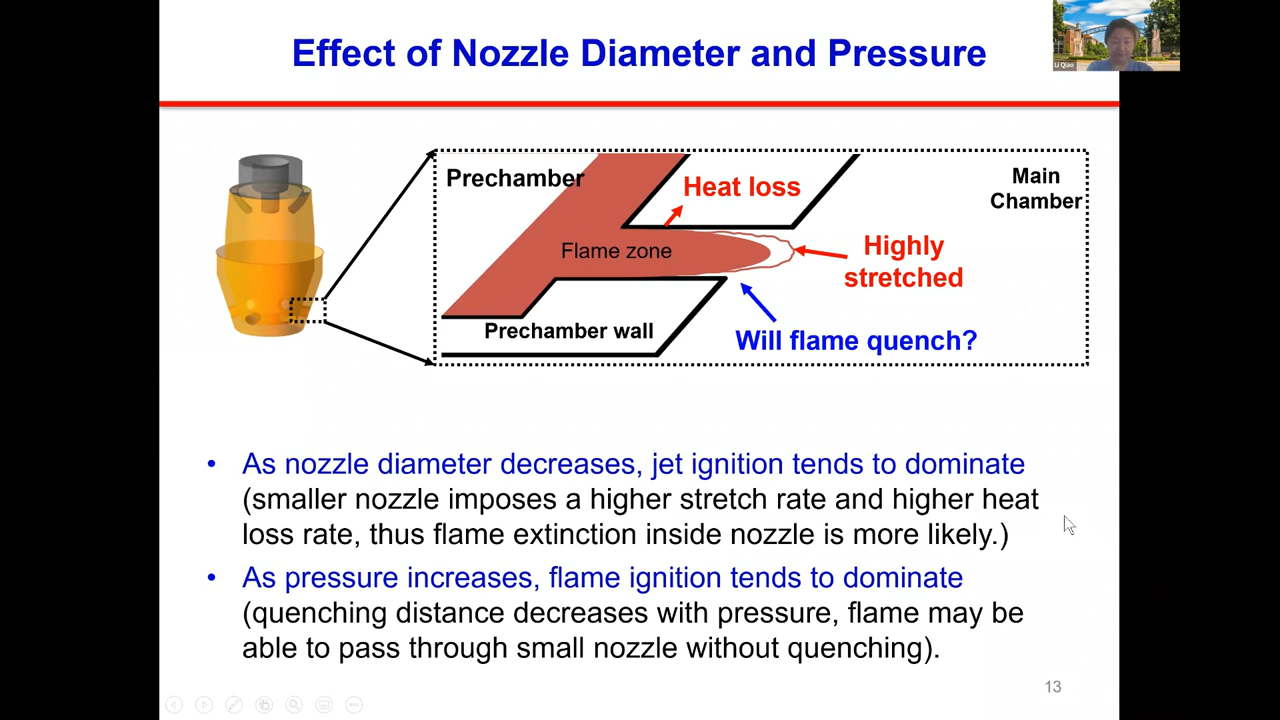 Effect of Nozzle Diameter and Pressure
Li Qiao
Prechamber
Heat loss
Main
Chamber
Flame zone
Highly
stretched
Prechamber wall
Will flame quench?
• As nozzle diameter decreases, jet ignition tends to dominate
(smaller nozzle imposes a higher stretch rate and higher heat
loss rate, thus flame extinction inside nozzle is more likely.)
• As pressure increases, flame ignition tends to dominate
(quenching distance decreases with pressure, flame may be
able to pass through small nozzle without quenching).
13